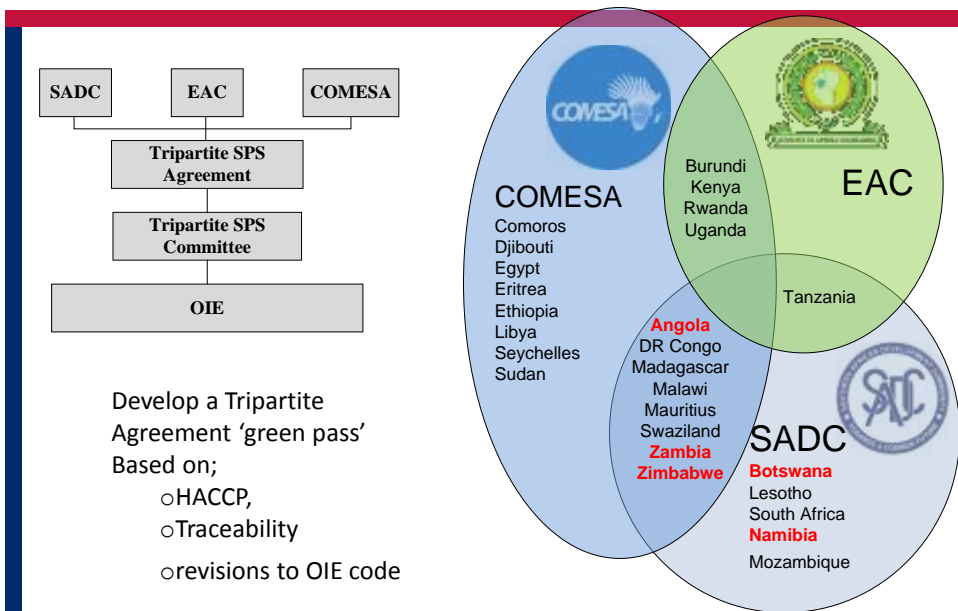 SADC
EAC
COMESA
Tripartite SPS
Agreement
Tripartite SPS
Committee
OIE
Develop a Tripartite
Agreement ‘green pass’
Based on;
oHACCP,
oTraceability
orevisions to OIE code
COMESA
COMESA
Comoros
Djibouti
Egypt
Eritrea
Ethiopia
Libya
Seychelles
Sudan
Burundi
Kenya
Rwanda
Uganda
EAC
Tanzania
Angola
DR Congo
Madagascar
Malawi
Mauritius
Swaziland
Zambia
Zimbabwe
SADC
SADC
Botswana
Lesotho
South Africa
Namibia
Mozambique